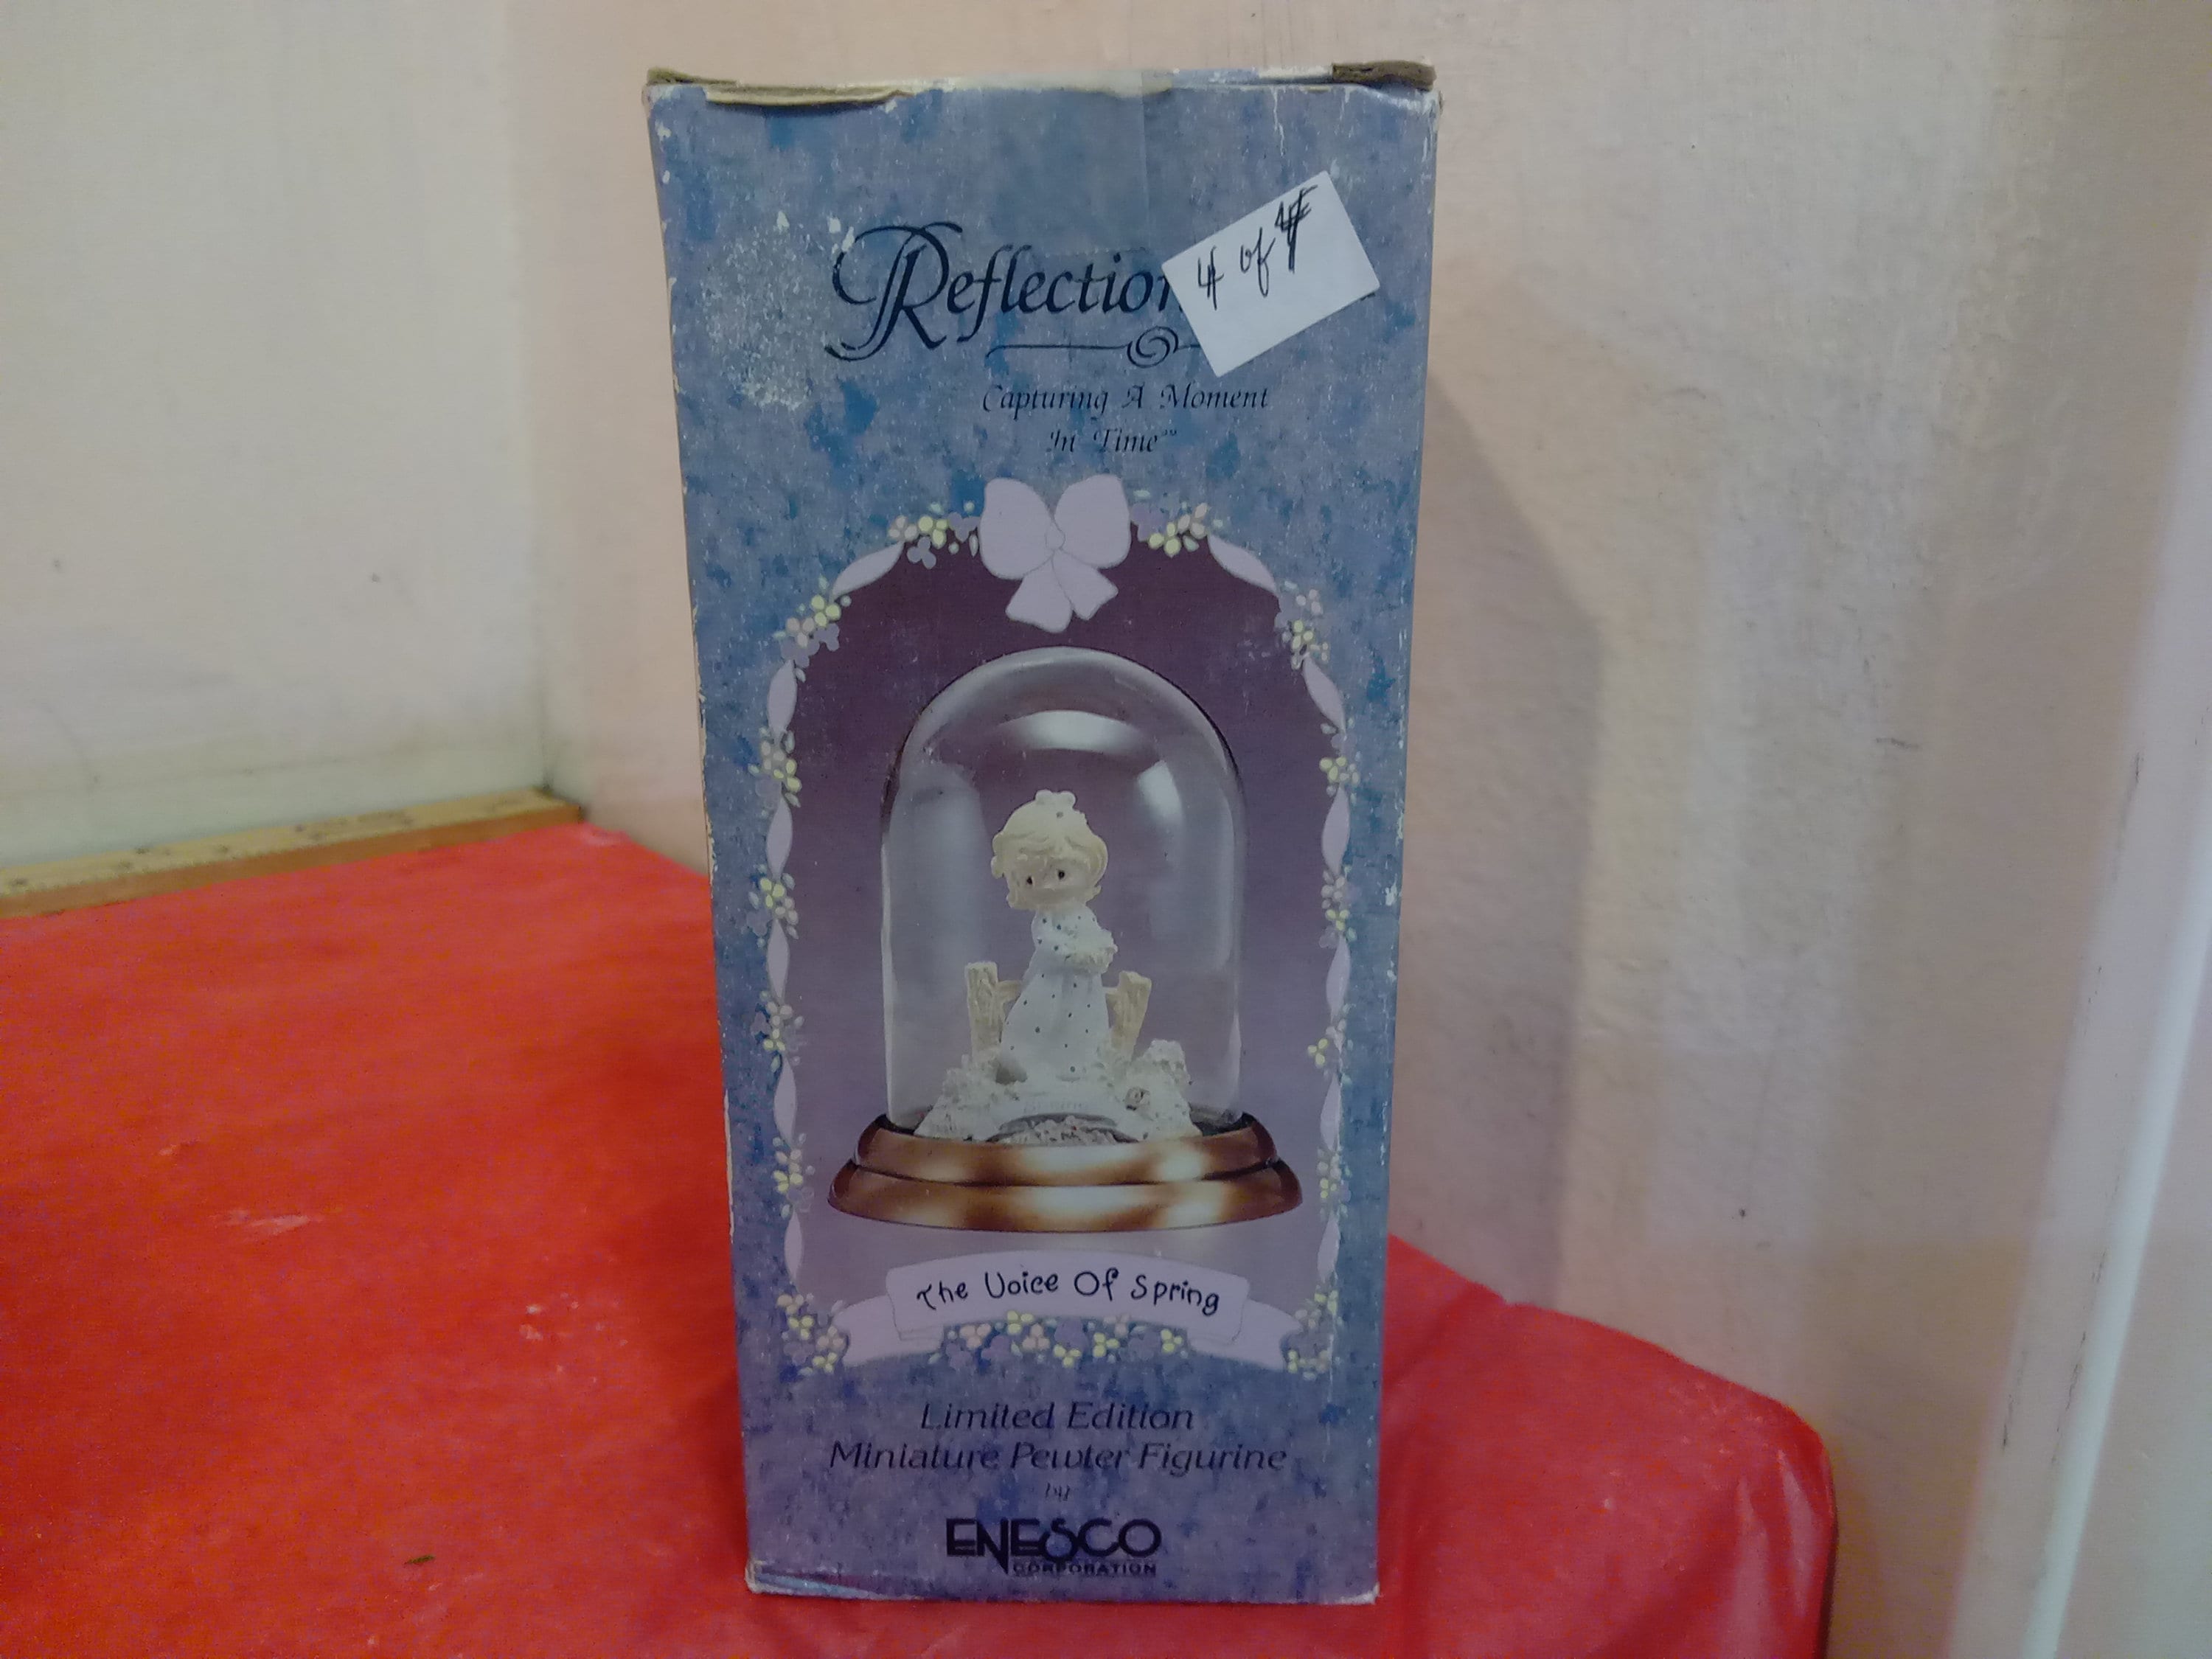 Reflection
4 of 4
Capturing A Moment
In Time™
The Voice Of Spring
Limited Edition
Miniature Pewter Figurine
by
ENESCO
CORPORATION